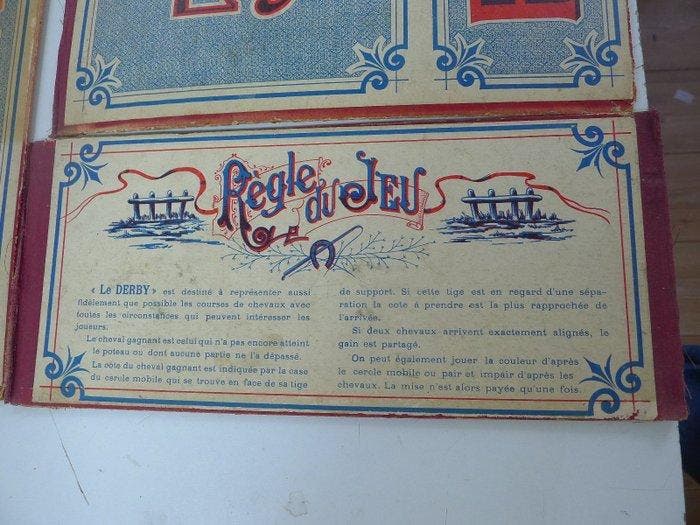 Règle du Jeu
« Le DERBY » est destiné à représenter aussi
fidèlement que possible les courses de chevaux avec
toutes les circonstances qui peuvent intéresser les
joueurs.
Le cheval gagnant est celui qui n'a pas encore atteint
le poteau ou dont aucune partie ne l'a dépassé.
La côte du cheval gagnant est indiquée par la case
du cercle mobile qui se trouve en face de sa tige
de support. Si cette tige est en regard d'une sépa-
ration la cote à prendre est la plus rapprochée de
l'arrivée.
Si deux chevaux arrivent exactement alignés, le
gain est partagé.
On peut également jouer la couleur d'après
le cercle mobile ou pair et impair d'après les
chevaux. La mise n'est alors payée qu'une fois.